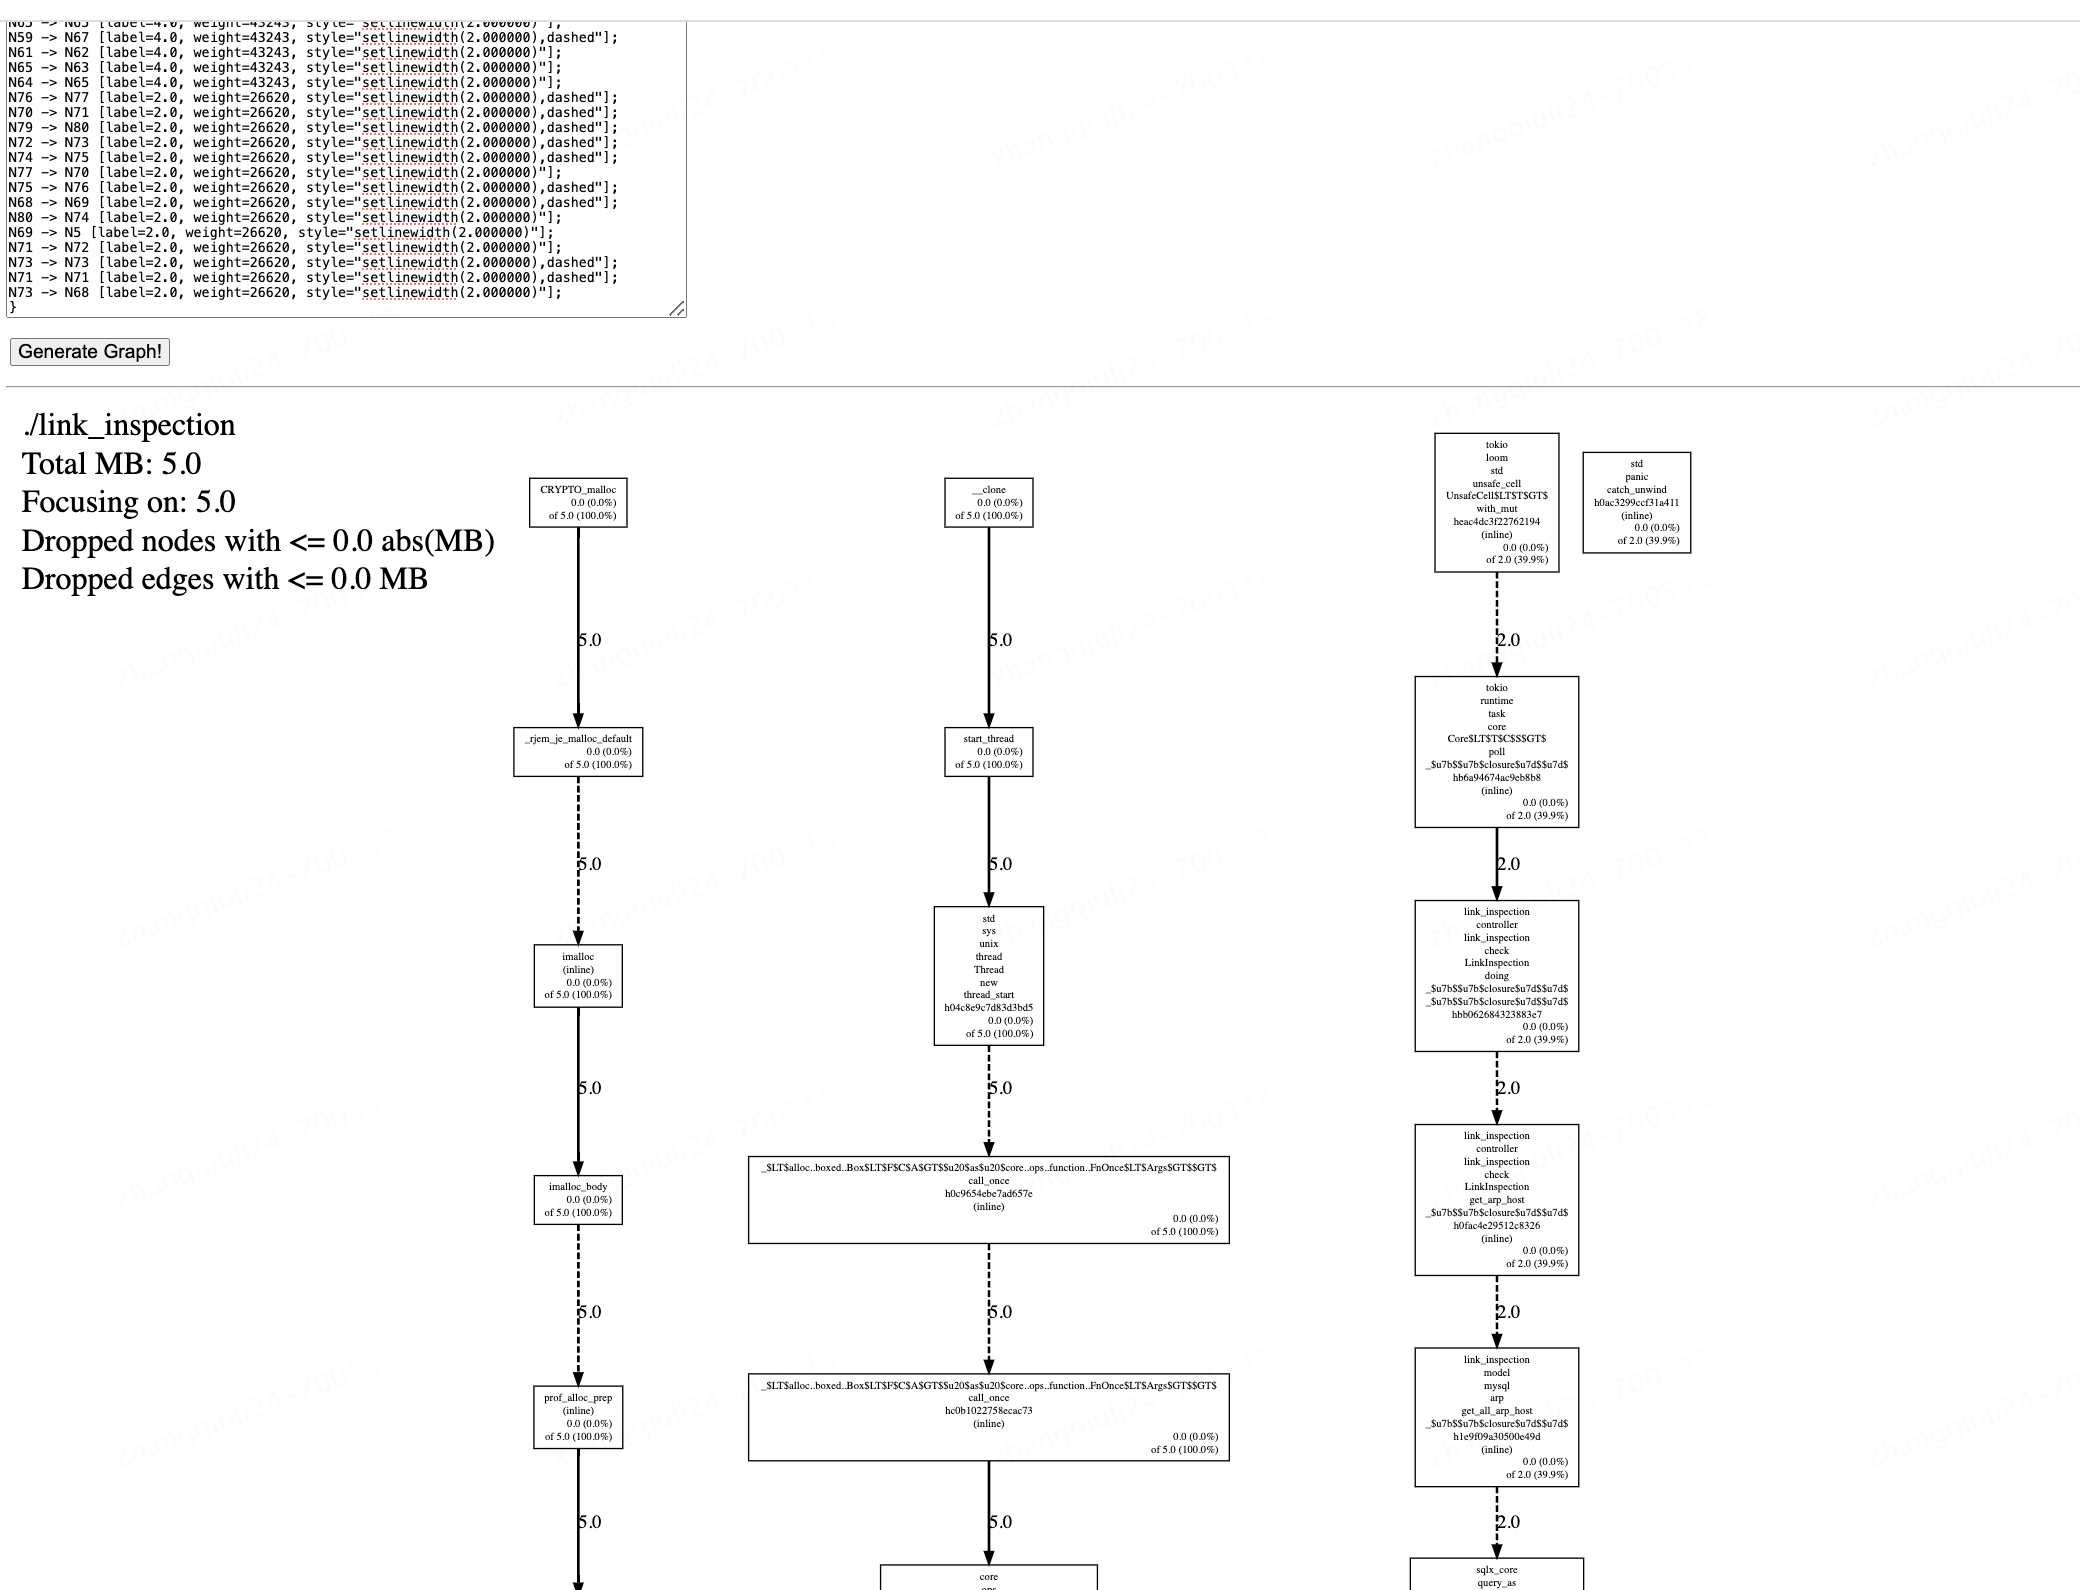 N59 -> N67 [label=4.0, weight=43243, style="setlinewidth(2.000000),dashed"];
N61 -> N62 [label=4.0, weight=43243, style="setlinewidth(2.000000)"];
N65 -> N63 [label=4.0, weight=43243, style="setlinewidth(2.000000)"];
N64 -> N65 [label=4.0, weight=43243, style="setlinewidth(2.000000)"];
N76 -> N77 [label=2.0, weight=26620, style="setlinewidth(2.000000),dashed"];
N70 -> N71 [label=2.0, weight=26620, style="setlinewidth(2.000000),dashed"];
N79 -> N80 [label=2.0, weight=26620, style="setlinewidth(2.000000),dashed"];
N72 -> N73 [label=2.0, weight=26620, style="setlinewidth(2.000000),dashed"];
N74 -> N75 [label=2.0, weight=26620, style="setlinewidth(2.000000),dashed"];
N77 -> N70 [label=2.0, weight=26620, style="setlinewidth(2.000000)"];
N75 -> N76 [label=2.0, weight=26620, style="setlinewidth(2.000000),dashed"];
N68 -> N69 [label=2.0, weight=26620, style="setlinewidth(2.000000),dashed"];
N80 -> N74 [label=2.0, weight=26620, style="setlinewidth(2.000000)"];
N69 -> N5 [label=2.0, weight=26620, style="setlinewidth(2.000000)"];
N71 -> N72 [label=2.0, weight=26620, style="setlinewidth(2.000000)"];
N73 -> N73 [label=2.0, weight=26620, style="setlinewidth(2.000000),dashed"];
N71 -> N71 [label=2.0, weight=26620, style="setlinewidth(2.000000),dashed"];
N73 -> N68 [label=2.0, weight=26620, style="setlinewidth(2.000000)"];
}
Generate Graph!
./link_inspection
Total MB: 5.0
Focusing on: 5.0
Dropped nodes with <= 0.0 abs(MB)
Dropped edges with <= 0.0 MB
CRYPTO_malloc
0.0 (0.0%)
of 5.0 (100.0%)
5.0
_rjem_je_malloc_default
0.0 (0.0%)
of 5.0 (100.0%)
5.0
imalloc
(inline)
0.0 (0.0%)
of 5.0 (100.0%)
5.0
imalloc_body
0.0 (0.0%)
of 5.0 (100.0%)
5.0
prof_alloc_prep
(inline)
0.0 (0.0%)
of 5.0 (100.0%)
5.0
__clone
0.0 (0.0%)
of 5.0 (100.0%)
5.0
start_thread
0.0 (0.0%)
of 5.0 (100.0%)
5.0
std
sys
unix
thread
Thread
new
thread_start
h04c8e9c7d83d3bd5
0.0 (0.0%)
of 5.0 (100.0%)
5.0
_$LT$alloc..boxed..Box$LT$F$C$A$GT$$u20$as$u20$core..ops..function..FnOnce$LT$Args$GT$$GT$
call_once
h0c9654ebe7ad657e
(inline)
0.0 (0.0%)
of 5.0 (100.0%)
5.0
_$LT$alloc..boxed..Box$LT$F$C$A$GT$$u20$as$u20$core..ops..function..FnOnce$LT$Args$GT$$GT$
call_once
hc0b1022758ecac73
(inline)
0.0 (0.0%)
of 5.0 (100.0%)
5.0
core
ops
tokio
loom
std
unsafe_cell
UnsafeCell$LT$T$GT$
with_mut
heac4dc3f22762194
(inline)
0.0 (0.0%)
of 2.0 (39.9%)
2.0
tokio
runtime
task
core
Core$LT$T$C$S$GT$
poll
_$u7b$$u7b$closure$u7d$$u7d$
hb6a94674ac9eb8b8
(inline)
0.0 (0.0%)
of 2.0 (39.9%)
2.0
link_inspection
controller
link_inspection
check
LinkInspection
doing
_$u7b$$u7b$closure$u7d$$u7d$
_$u7b$$u7b$closure$u7d$$u7d$
hbb062684323883e7
0.0 (0.0%)
of 2.0 (39.9%)
2.0
link_inspection
controller
link_inspection
check
LinkInspection
get_arp_host
_$u7b$$u7b$closure$u7d$$u7d$
h0fac4e29512c8326
(inline)
0.0 (0.0%)
of 2.0 (39.9%)
2.0
link_inspection
model
mysql
arp
get_all_arp_host
_$u7b$$u7b$closure$u7d$$u7d$
h1e9f09a30500e49d
(inline)
0.0 (0.0%)
of 2.0 (39.9%)
2.0
sqlx_core
query_as
std
panic
catch_unwind
h0ac3299ccf31a411
(inline)
0.0 (0.0%)
of 2.0 (39.9%)